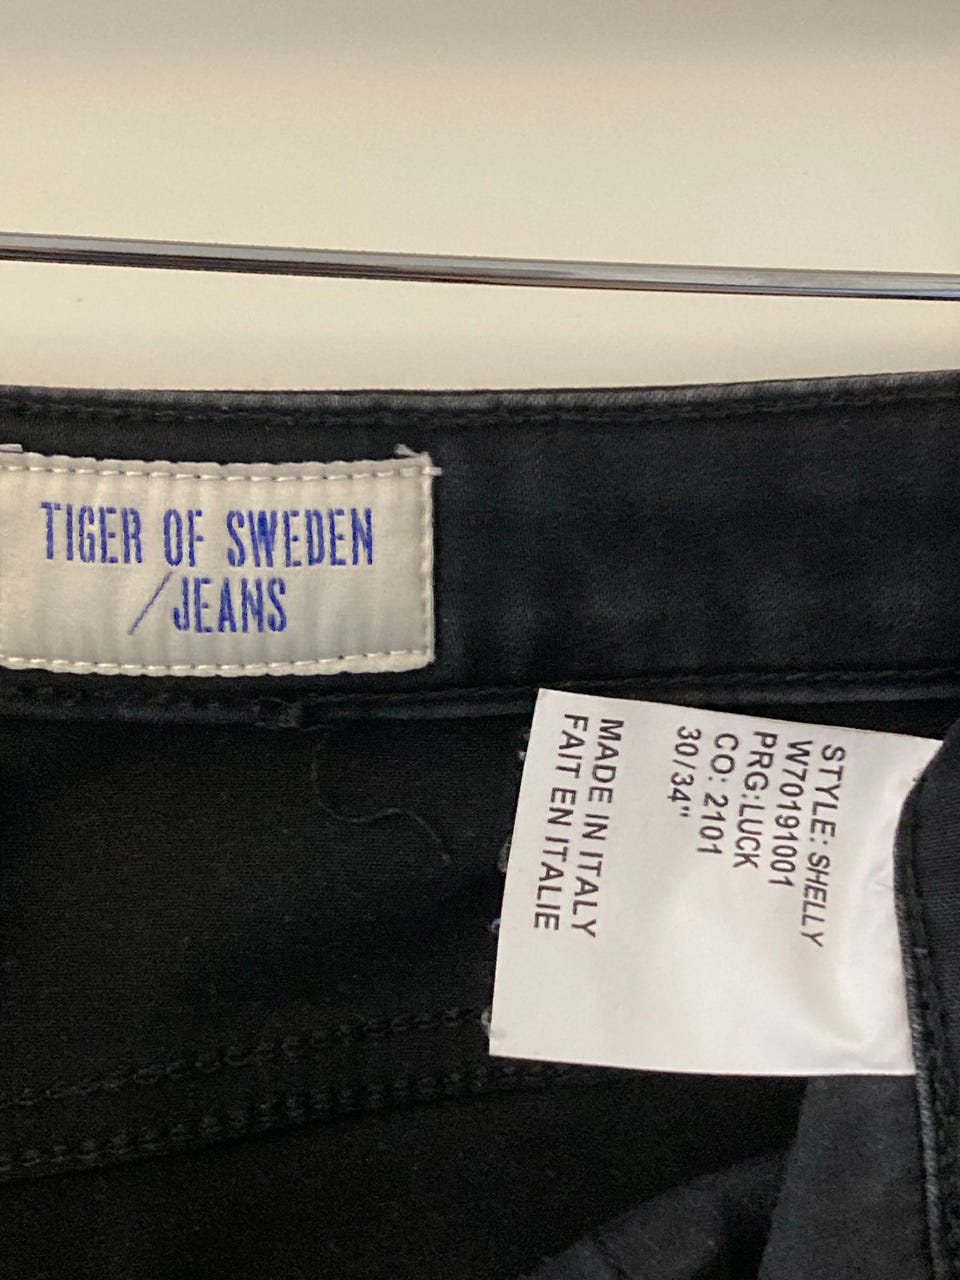 TIGER OF SWEDEN
/JEANS
STYLE: SHELLY
W70191001
PRG:LUCK
CO: 2101
30/34"
MADE IN ITALY
FAIT EN ITALIE